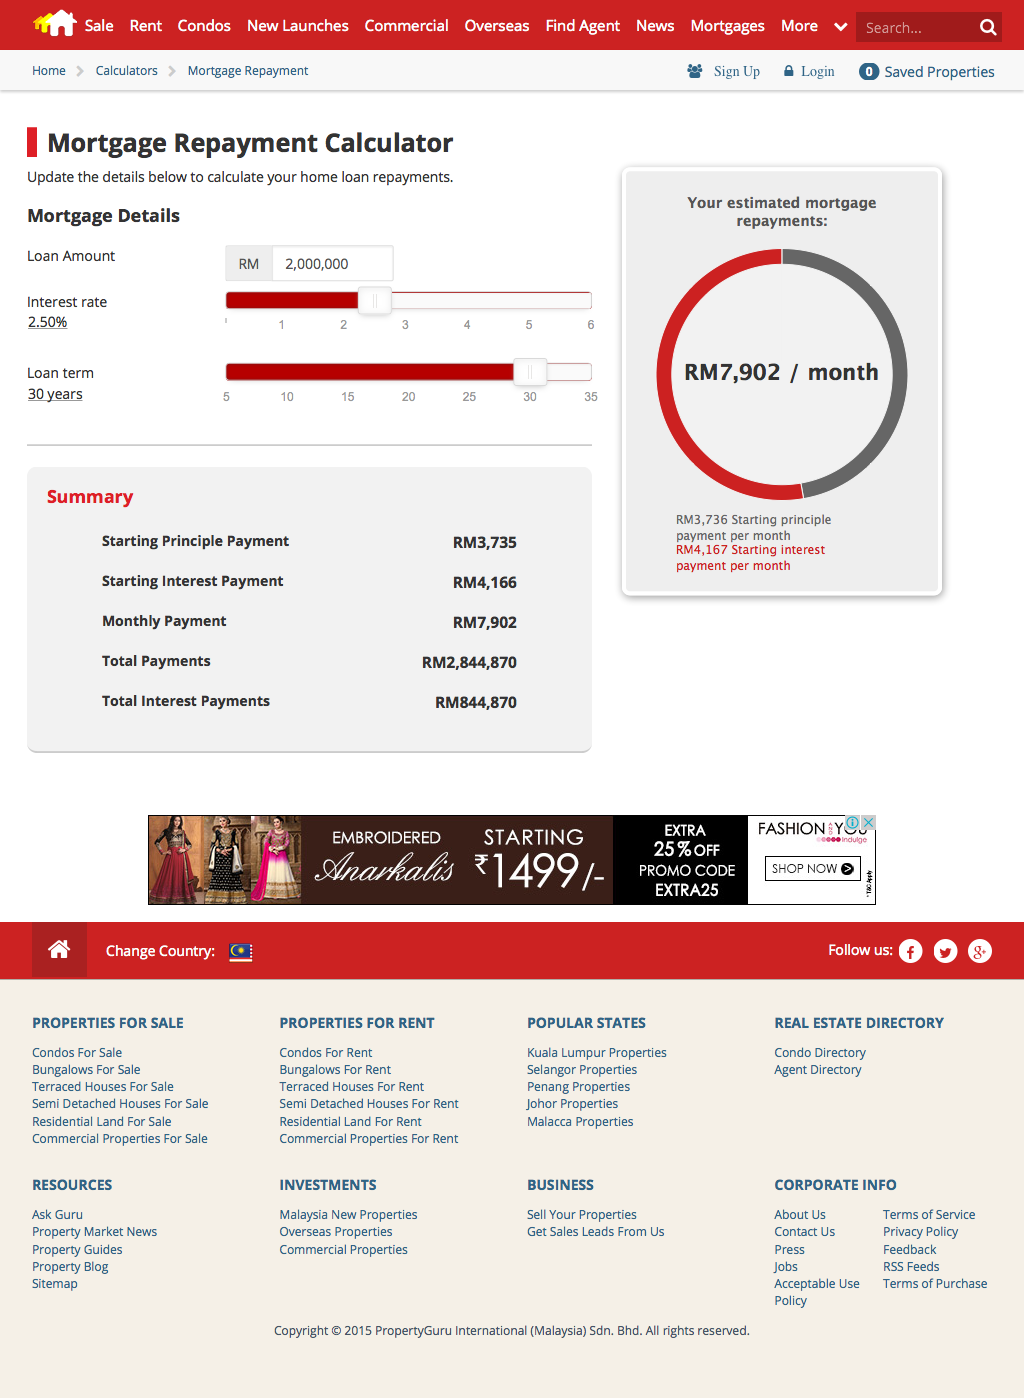 Sale Rent Condos New Launches Commercial Overseas Find Agent News Mortgages More Search...
Home Calculators Mortgage Repayment Sign Up Login 0 Saved Properties
Mortgage Repayment Calculator
Update the details below to calculate your home loan repayments.
Mortgage Details
Loan Amount RM 2,000,000
Interest rate
2.50%
1 2 3 4 5 6
Loan term
30 years
5 10 15 20 25 30 35
Your estimated mortgage
repayments:
RM7,902 / month
RM3,736 Starting principle
payment per month
RM4,167 Starting interest
payment per month
Summary
Starting Principle Payment RM3,735
Starting Interest Payment RM4,166
Monthly Payment RM7,902
Total Payments RM2,844,870
Total Interest Payments RM844,870
EMBROIDERED
Anarkalis
STARTING
₹1499/-
EXTRA
25% OFF
PROMO CODE
EXTRA25
FASHION AND YOU
indulge
SHOP NOW
*T&C Apply
Change Country: Follow us:
PROPERTIES FOR SALE
Condos For Sale
Bungalows For Sale
Terraced Houses For Sale
Semi Detached Houses For Sale
Residential Land For Sale
Commercial Properties For Sale
PROPERTIES FOR RENT
Condos For Rent
Bungalows For Rent
Terraced Houses For Rent
Semi Detached Houses For Rent
Residential Land For Rent
Commercial Properties For Rent
POPULAR STATES
Kuala Lumpur Properties
Selangor Properties
Penang Properties
Johor Properties
Malacca Properties
REAL ESTATE DIRECTORY
Condo Directory
Agent Directory
RESOURCES
Ask Guru
Property Market News
Property Guides
Property Blog
Sitemap
INVESTMENTS
Malaysia New Properties
Overseas Properties
Commercial Properties
BUSINESS
Sell Your Properties
Get Sales Leads From Us
CORPORATE INFO
About Us
Contact Us
Press
Jobs
Acceptable Use
Policy
Terms of Service
Privacy Policy
Feedback
RSS Feeds
Terms of Purchase
Copyright © 2015 PropertyGuru International (Malaysia) Sdn. Bhd. All rights reserved.